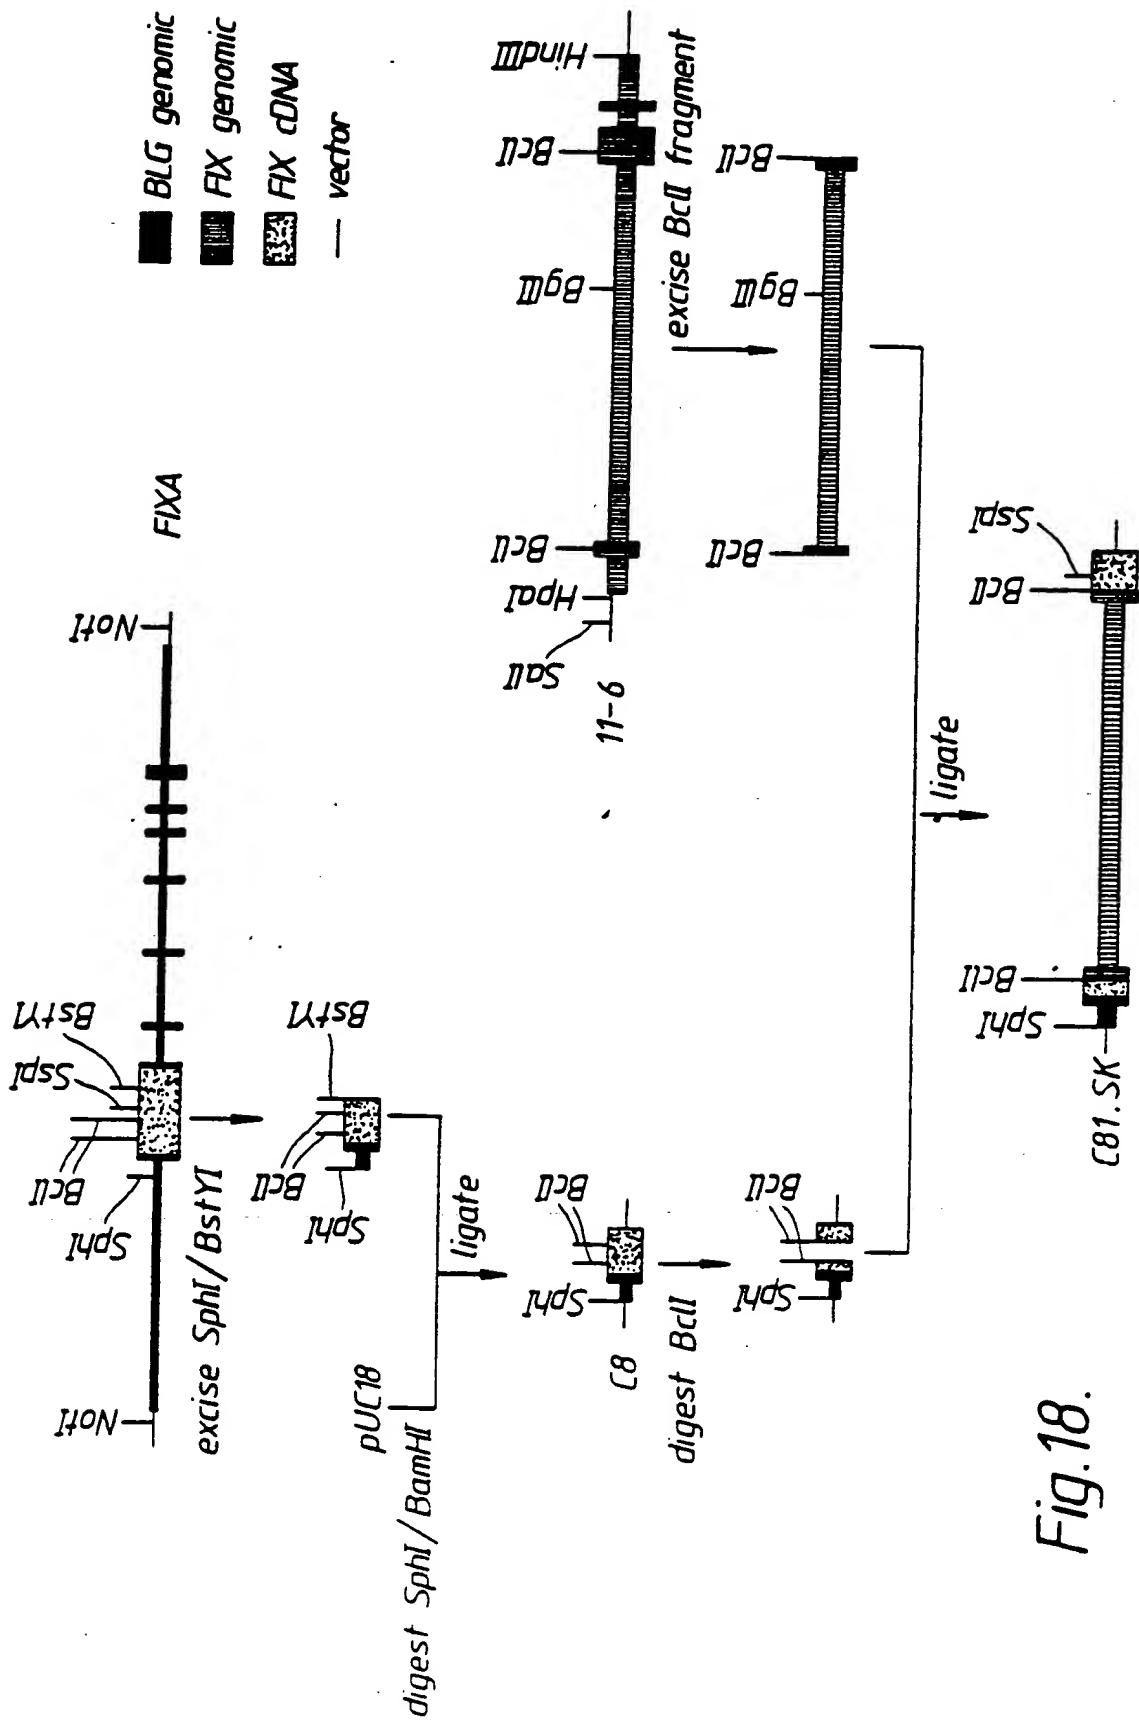 BLG genomic
FIX genomic
FIX cDNA
vector
NotI
SphI
BclI
SspI
BstYI
NotI
FIXA
excise SphI/BstYI
SphI
BclI
BstYI
pUC18
digest SphI/BamHI
ligate
C8
SphI
BclI
digest BclI
SphI
BclI
11-6
SalI
HpaI
BclI
BglII
BclI
HindIII
excise BclI fragment
BclI
BglII
BclI
ligate
C81.SK
SphI
BclI
BclI
SspI
Fig.18.